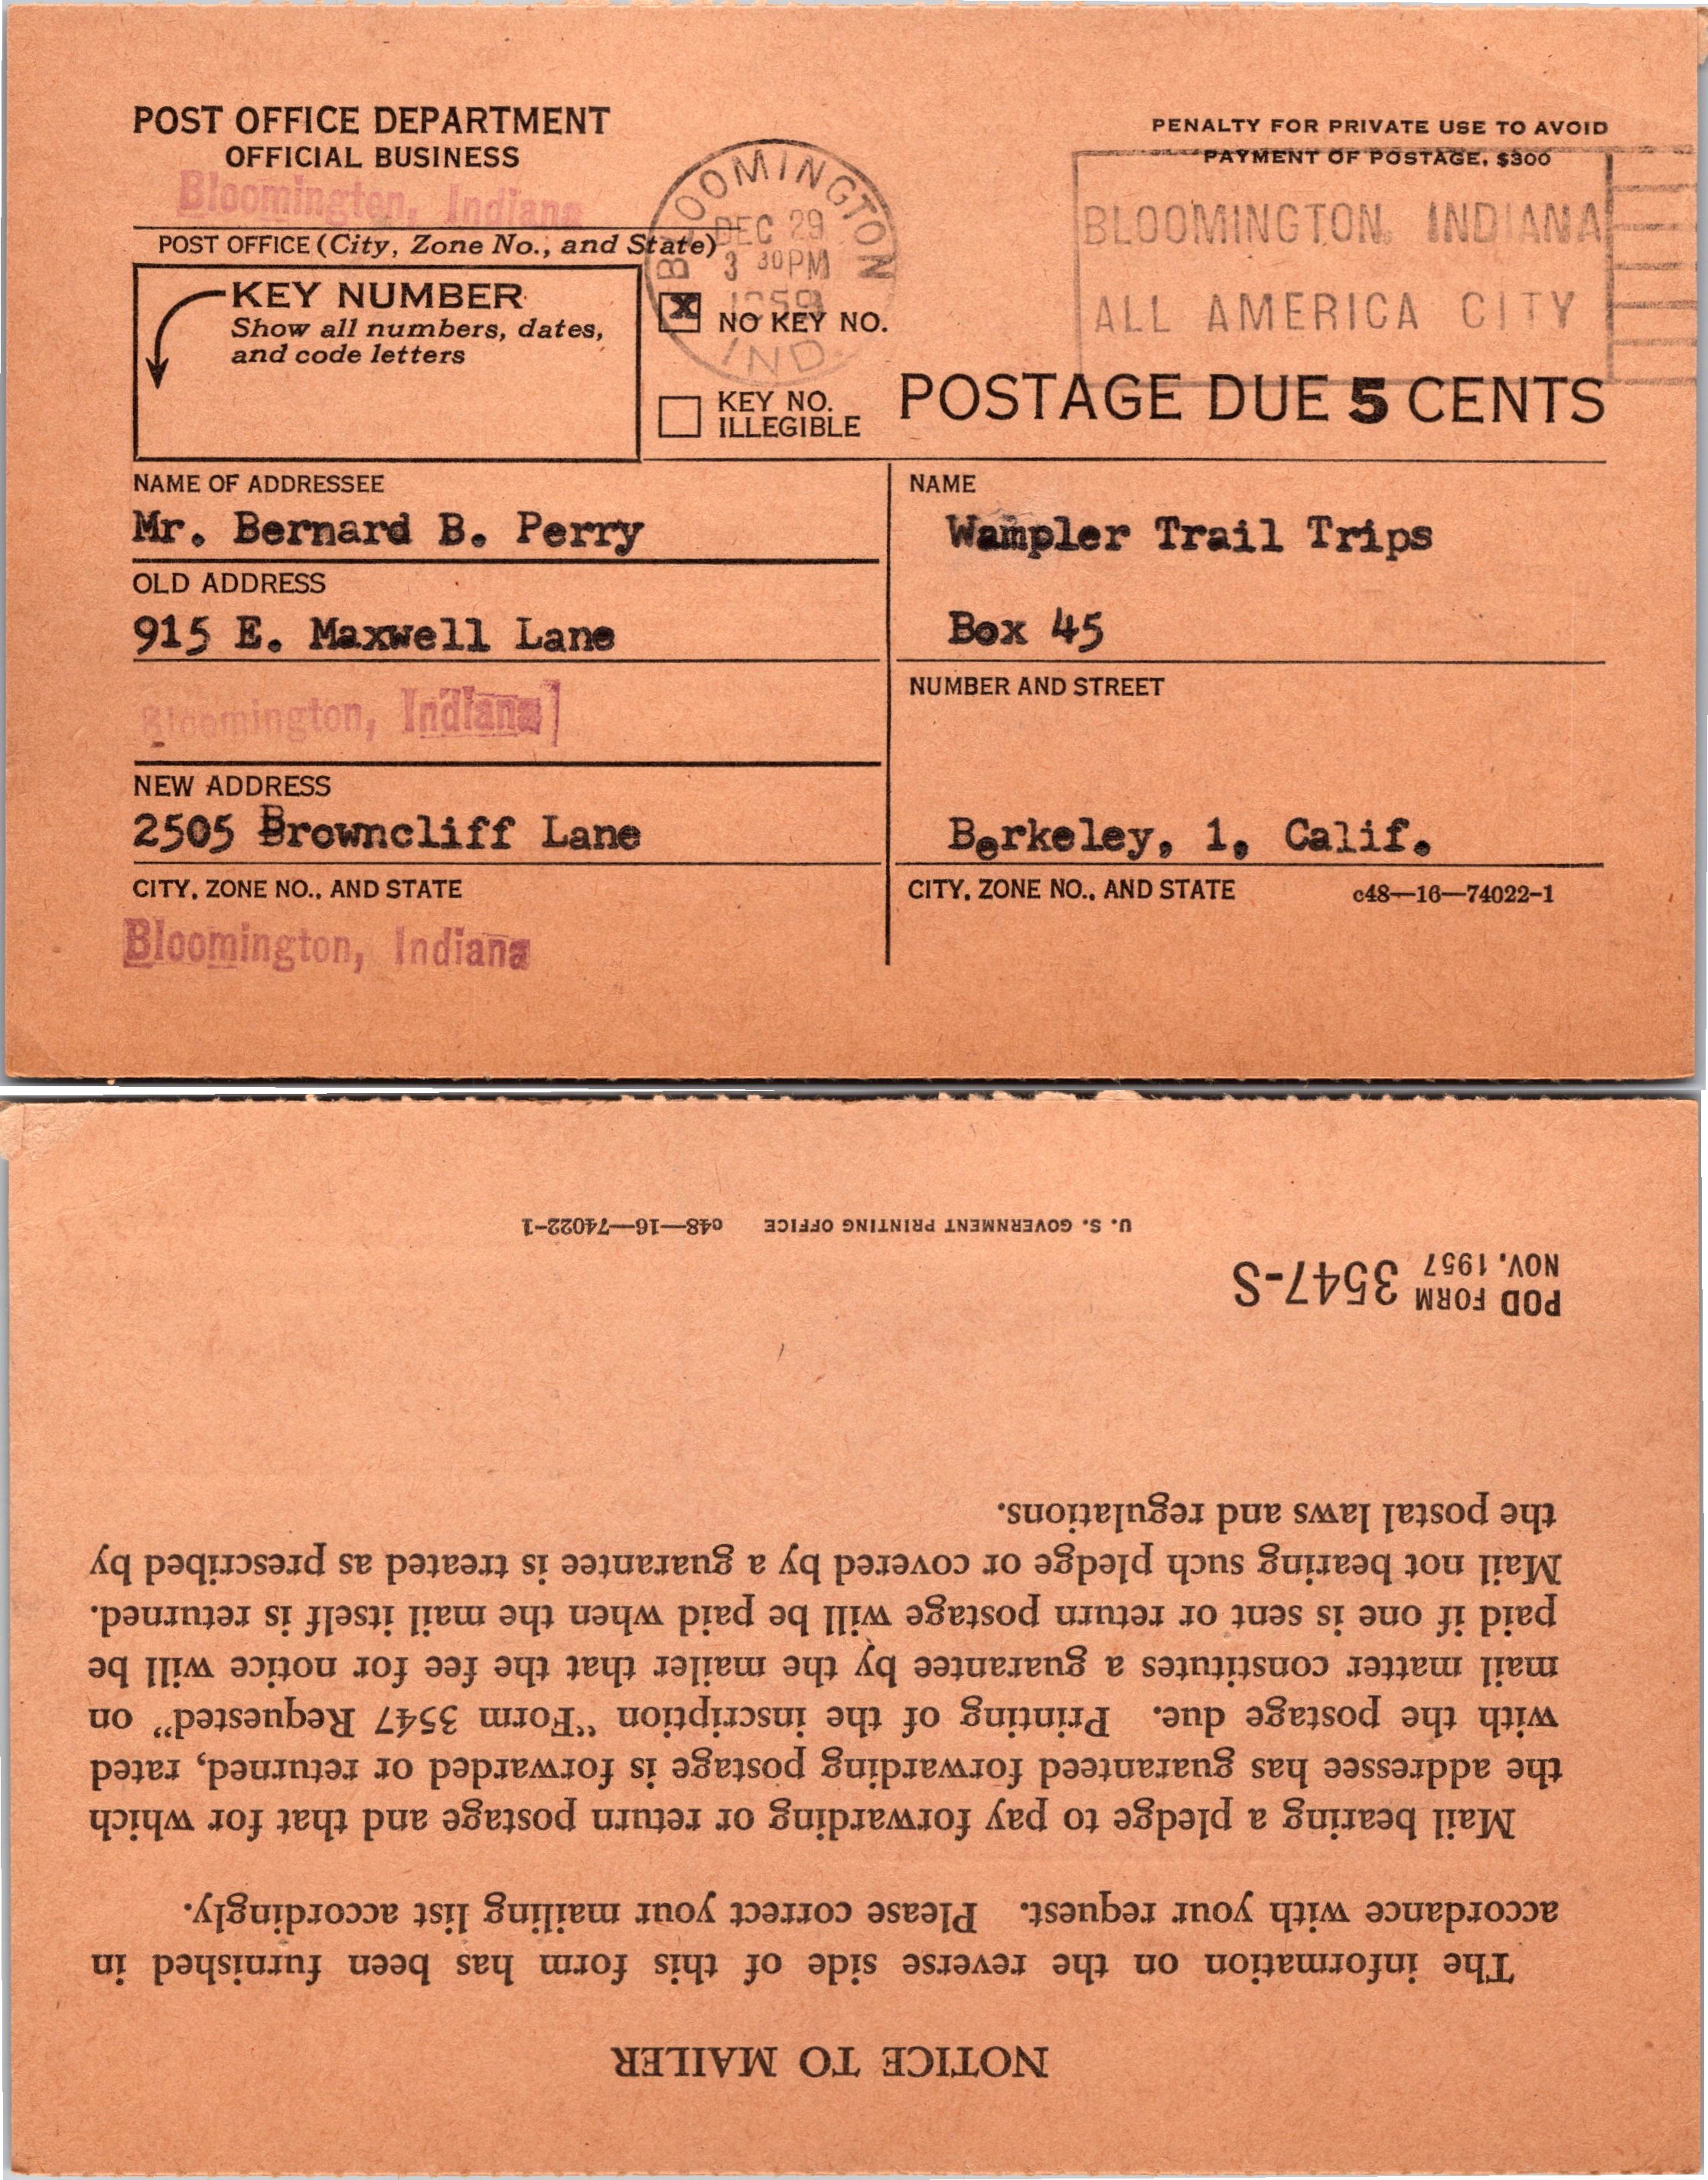 POST OFFICE DEPARTMENT
OFFICIAL BUSINESS
Bloomington, Indiana
POST OFFICE (City, Zone No., and State)
PENALTY FOR PRIVATE USE TO AVOID
PAYMENT OF POSTAGE, $300
BLOOMINGTON
DEC 29
3 30 PM
1959
IND.
BLOOMINGTON, INDIANA
ALL AMERICA CITY
KEY NUMBER
Show all numbers, dates,
and code letters
X NO KEY NO.
KEY NO.
ILLEGIBLE
POSTAGE DUE 5 CENTS
NAME OF ADDRESSEE
Mr. Bernard B. Perry
OLD ADDRESS
915 E. Maxwell Lane
Bloomington, Indiana
NEW ADDRESS
2505 Browncliff Lane
CITY, ZONE NO., AND STATE
Bloomington, Indiana
NAME
Wampler Trail Trips
Box 45
NUMBER AND STREET
Berkeley, 1, Calif.
CITY, ZONE NO., AND STATE c48—16—74022-1
NOTICE TO MAILER
The information on the reverse side of this form has been furnished in
accordance with your request. Please correct your mailing list accordingly.
Mail bearing a pledge to pay forwarding or return postage and that for which
the addressee has guaranteed forwarding postage is forwarded or returned, rated
with the postage due. Printing of the inscription “Form 3547 Requested” on
mail matter constitutes a guarantee by the mailer that the fee for notice will be
paid if one is sent or return postage will be paid when the mail itself is returned.
Mail not bearing such pledge or covered by a guarantee is treated as prescribed by
the postal laws and regulations.
POD FORM 3547-S
NOV. 1957
U. S. GOVERNMENT PRINTING OFFICE c48—16—74022-1